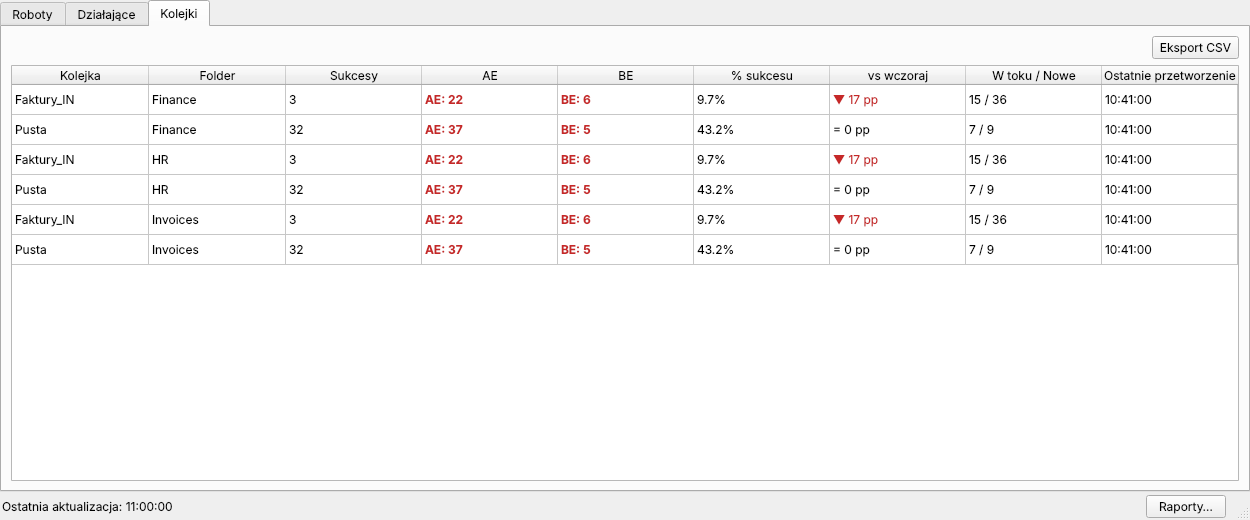 Roboty Działające Kolejki
Eksport CSV
Kolejka Folder Sukcesy AE BE % sukcesu vs wczoraj W toku / Nowe Ostatnie przetworzenie
Faktury_IN Finance 3 AE: 22 BE: 6 9.7% ▼ 17 pp 15 / 36 10:41:00
Pusta Finance 32 AE: 37 BE: 5 43.2% = 0 pp 7 / 9 10:41:00
Faktury_IN HR 3 AE: 22 BE: 6 9.7% ▼ 17 pp 15 / 36 10:41:00
Pusta HR 32 AE: 37 BE: 5 43.2% = 0 pp 7 / 9 10:41:00
Faktury_IN Invoices 3 AE: 22 BE: 6 9.7% ▼ 17 pp 15 / 36 10:41:00
Pusta Invoices 32 AE: 37 BE: 5 43.2% = 0 pp 7 / 9 10:41:00
Ostatnia aktualizacja: 11:00:00 Raporty...